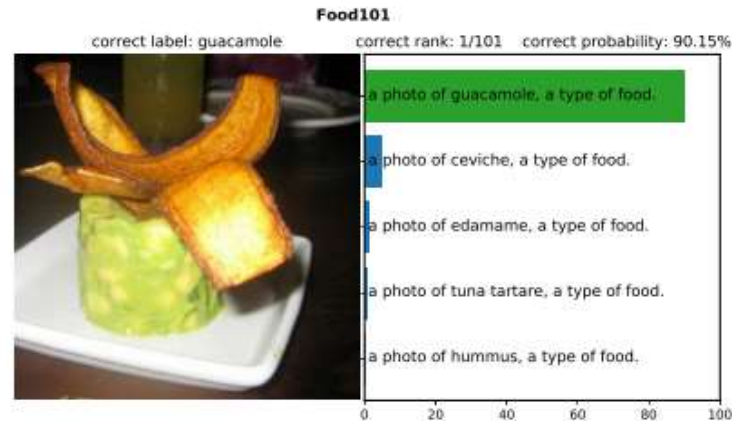 Food101
correct label: guacamole correct rank: 1/101 correct probability: 90.15%
a photo of guacamole, a type of food.
a photo of ceviche, a type of food.
a photo of edamame, a type of food.
a photo of tuna tartare, a type of food.
a photo of hummus, a type of food.
0 20 40 60 80 100